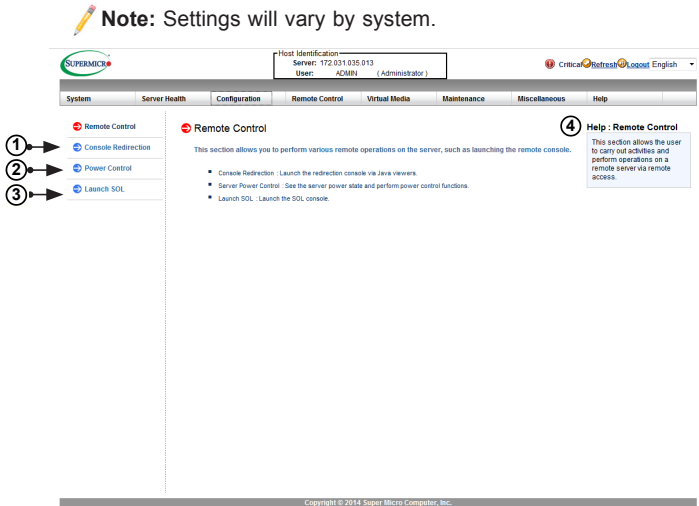 Note: Settings will vary by system.
SUPERMICRO
Host Identification
Server: 172.031.035.013
User: ADMIN ( Administrator )
Critical Refresh Logout English
System Server Health Configuration Remote Control Virtual Media Maintenance Miscellaneous Help
Remote Control
1 Console Redirection
2 Power Control
3 Launch SOL
Remote Control
This section allows you to perform various remote operations on the server, such as launching the remote console.
Console Redirection : Launch the redirection console via Java viewers.
Server Power Control : See the server power state and perform power control functions.
Launch SOL : Launch the SOL console.
4 Help : Remote Control
This section allows the user
to carry out activities and
perform operations on a
remote server via remote
access.
Copyright © 2014 Super Micro Computer, Inc.